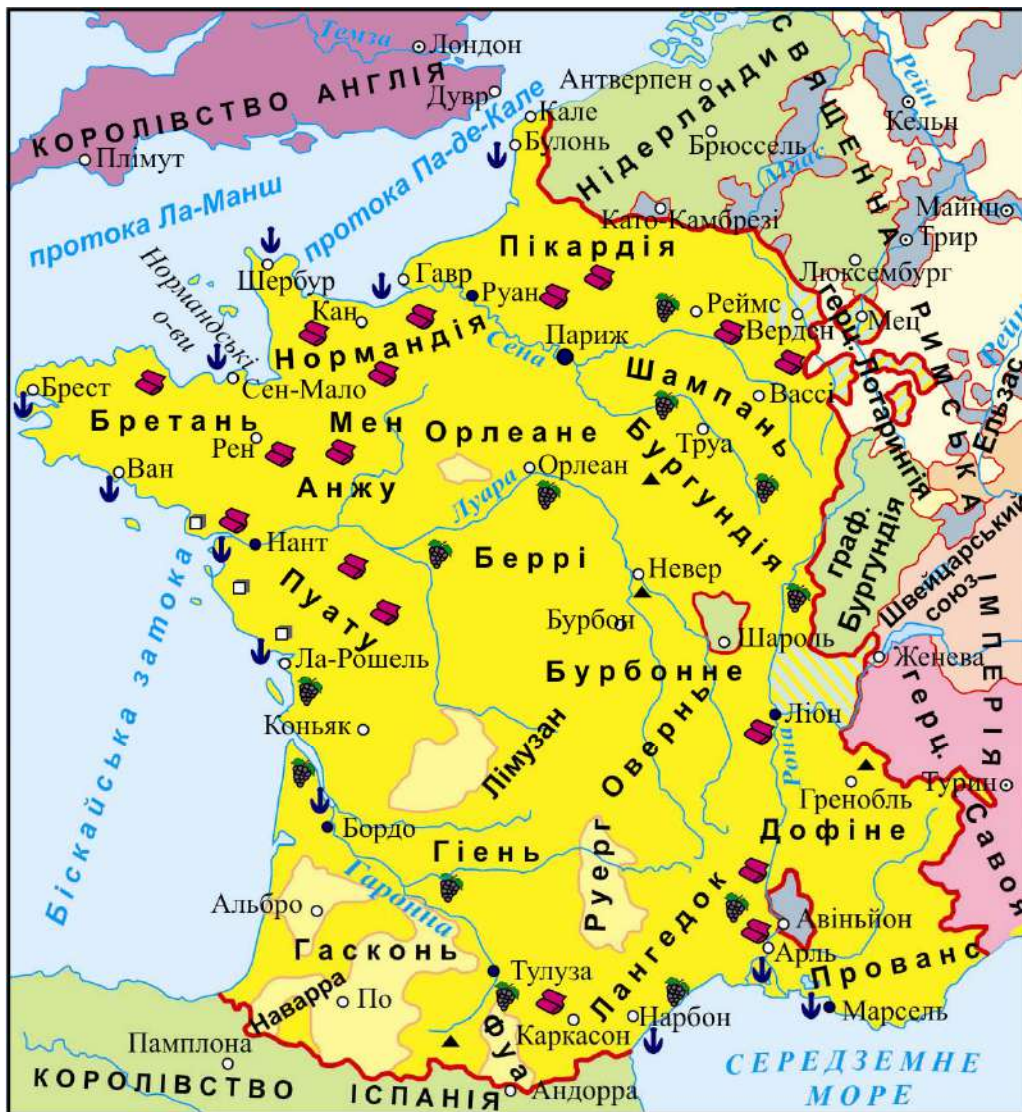 Темза
Лондон
КОРОЛІВСТВО АНГЛІЯ
Дувр
Плімут
протока Па-де-Кале
протока Ла-Манш
Кале
Булонь
Антверпен
Брюссель
Нідерланди
СВЯЩЕННА
РИМСЬКА
ІМПЕРІЯ
Рейн
Кельн
Маас
Майнц
Трир
Като-Камбрезі
Люксембург
Пікардія
Шербур
Гавр
Руан
Реймс
Верден
Мец
герц. Лотарингія
Рейн
Ельзас
Нормандські
о-ви
Кан
Нормандія
Сена
Париж
Шампань
Вассі
Брест
Сен-Мало
Бретань
Рен
Мен
Орлеане
Труа
Ван
Анжу
Луара
Орлеан
Бургундія
граф.
Бургундія
Швейцарський
союз
Нант
Беррі
Невер
Пуату
Бурбон
Шароль
Женева
Біскайська затока
Ла-Рошель
Бурбонне
герц.
Савоя
Коньяк
Лімузан
Овернь
Ліон
Рона
Гренобль
Турин
Бордо
Дофіне
Гіень
Гаронна
Руерг
Альбро
Авіньйон
Лангедок
Арль
Гасконь
Тулуза
Прованс
Наварра
По
Фуа
Каркасон
Нарбон
Марсель
Памплона
КОРОЛІВСТВО ІСПАНІЯ
Андорра
СЕРЕДЗЕМНЕ
МОРЕ